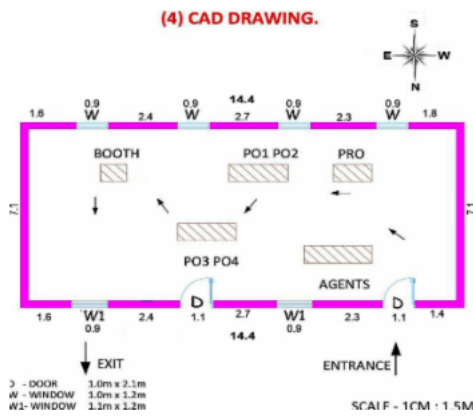 (4) CAD DRAWING.
S
E W
N
0.9 0.9 14.4 0.9 0.9
1.6 W 2.4 W 2.7 W 2.3 W 1.8
BOOTH PO1 PO2 PRO
7.1 7.1
PO3 PO4
AGENTS
D D
W1 W1
1.6 0.9 2.4 1.1 2.7 0.9 2.3 1.1 1.4
14.4
EXIT ENTRANCE
- DOOR 1.0m x 2.1m
W - WINDOW 1.0m x 1.2m
W1- WINDOW 1.1m x 1.2m
SCALE - 1CM : 1.5M